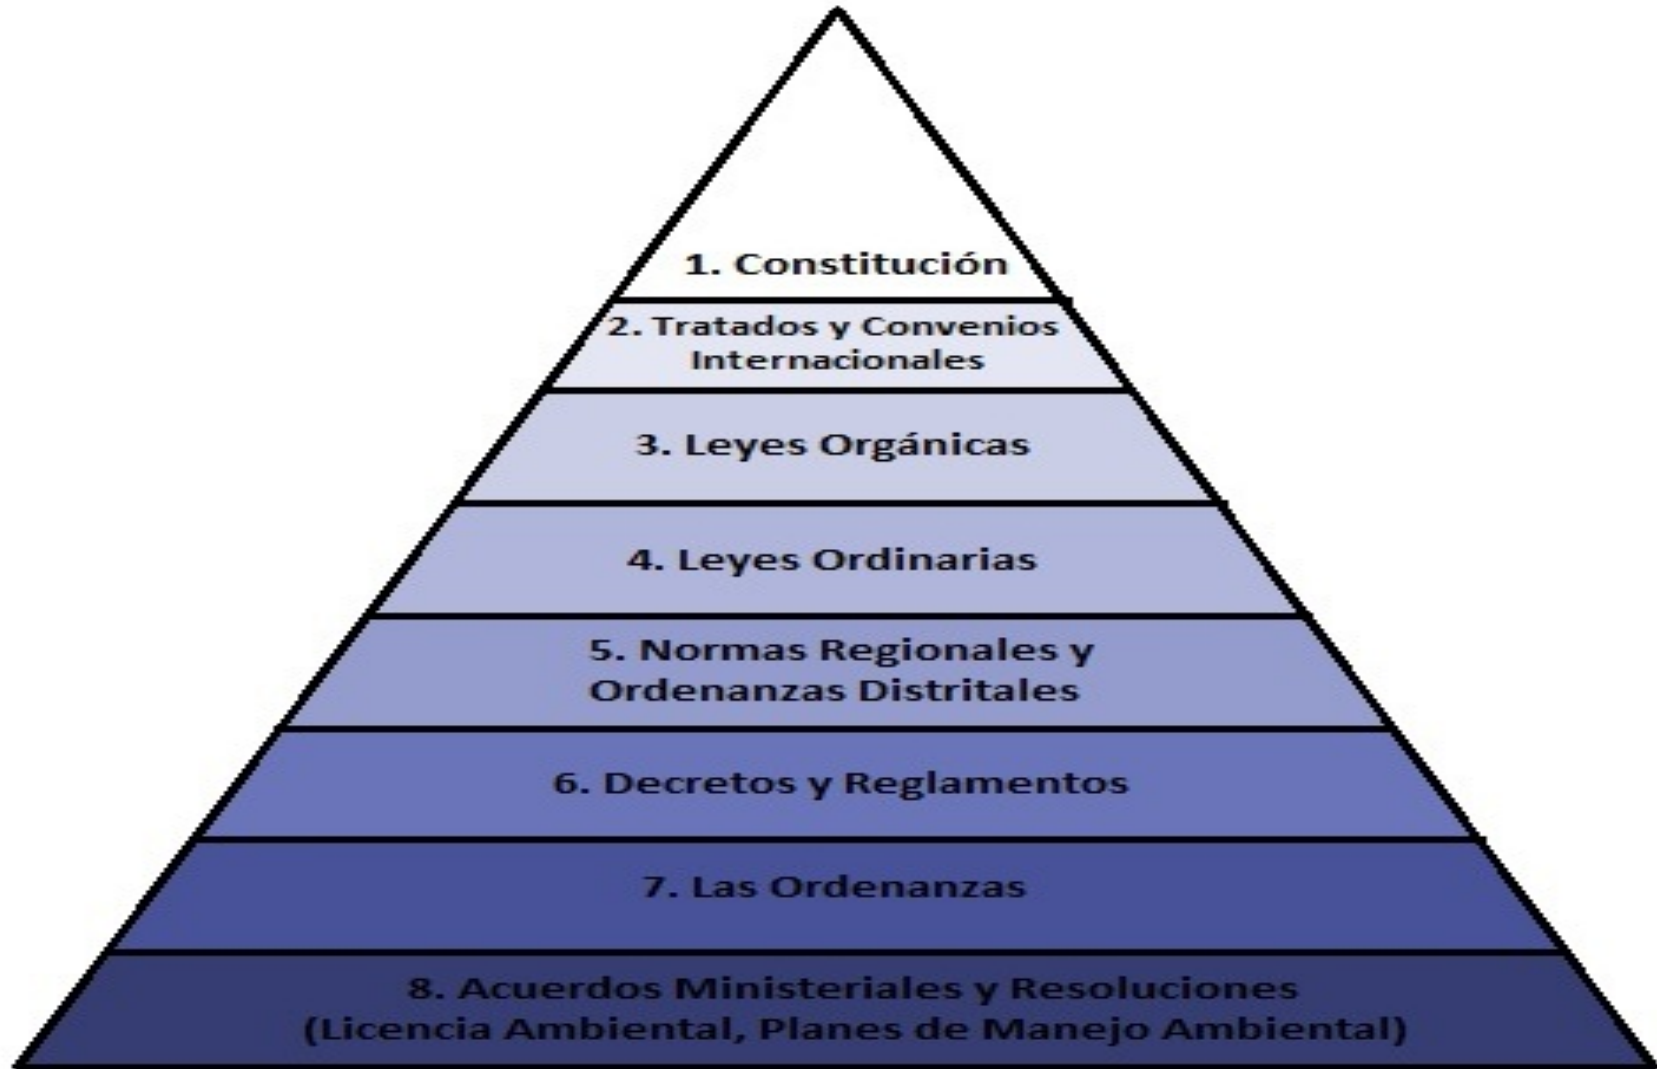 1. Constitución
2. Tratados y Convenios
Internacionales
3. Leyes Orgánicas
4. Leyes Ordinarias
5. Normas Regionales y
Ordenanzas Distritales
6. Decretos y Reglamentos
7. Las Ordenanzas
8. Acuerdos Ministeriales y Resoluciones
(Licencia Ambiental, Planes de Manejo Ambiental)